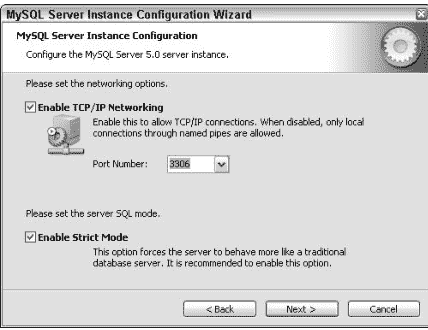 MySQL Server Instance Configuration Wizard
MySQL Server Instance Configuration
Configure the MySQL Server 5.0 server instance.
Please set the networking options.
Enable TCP/IP Networking
Enable this to allow TCP/IP connections. When disabled, only local
connections through named pipes are allowed.
Port Number: 3306
Please set the server SQL mode.
Enable Strict Mode
This option forces the server to behave more like a traditional
database server. It is recommended to enable this option.
< Back Next > Cancel